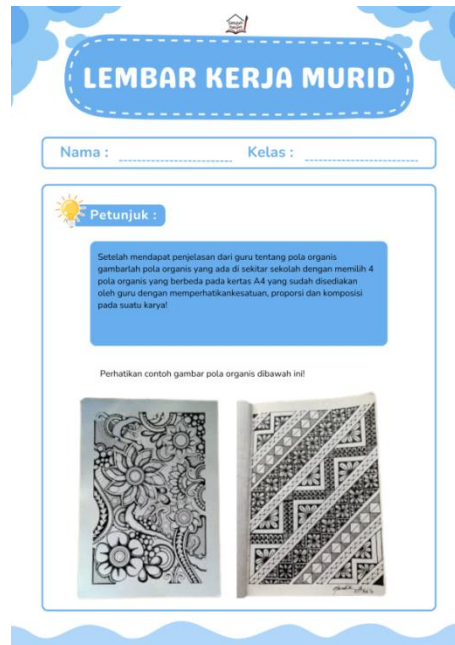 LEMBAR KERJA MURID
Nama :
Kelas :
Petunjuk :
Setelah mendapat penjelasan dari guru tentang pola organis
gambarlah pola organis yang ada di sekitar sekolah dengan memilih 4
pola organis yang berbeda pada kertas A4 yang sudah disediakan
oleh guru dengan memperhatikankesatuan, proporsi dan komposisi
pada suatu karya!
Perhatikan contoh gambar pola organis dibawah ini!